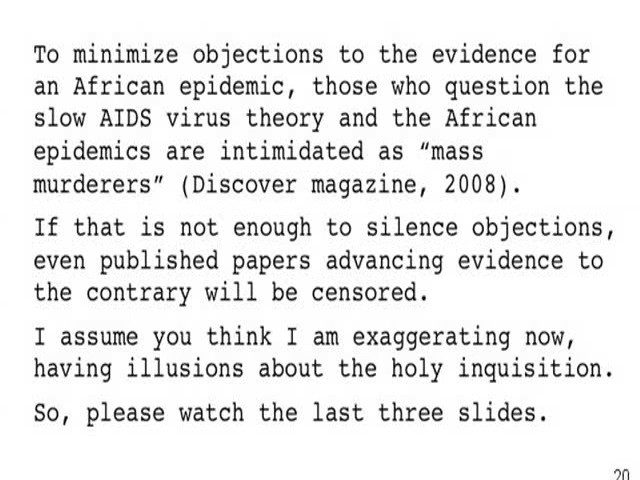 To minimize objections to the evidence for
an African epidemic, those who question the
slow AIDS virus theory and the African
epidemics are intimidated as “mass
murderers” (Discover magazine, 2008).
If that is not enough to silence objections,
even published papers advancing evidence to
the contrary will be censored.
I assume you think I am exaggerating now,
having illusions about the holy inquisition.
So, please watch the last three slides.
20